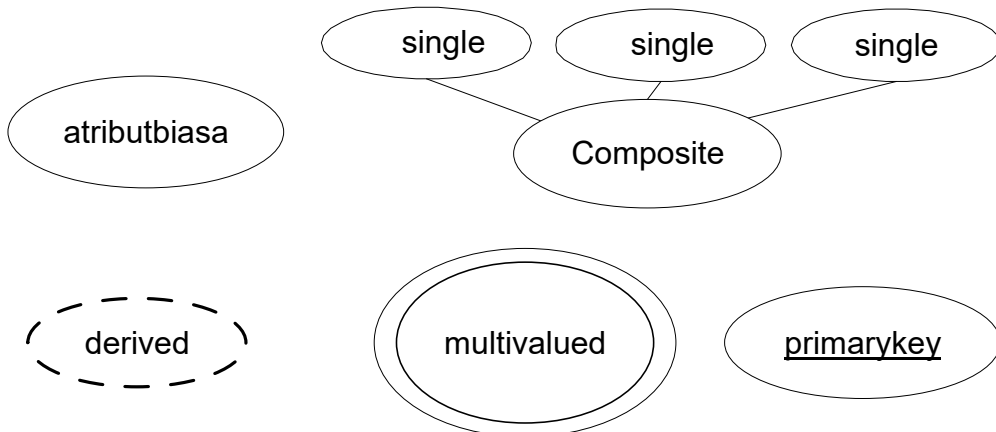 single single single
atributbiasa
Composite
derived
multivalued
primarykey